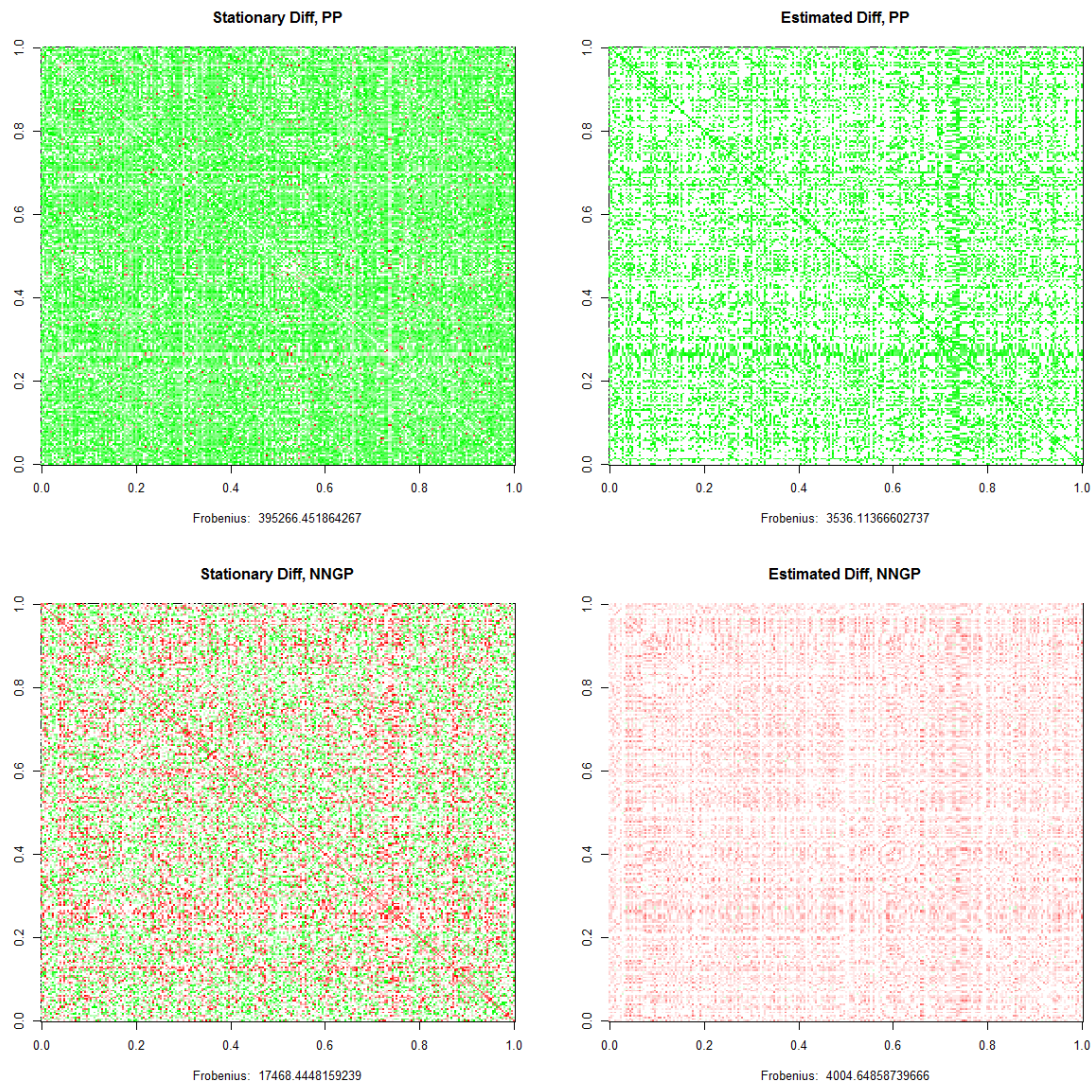 Stationary Diff, PP
1.0
0.8
0.6
0.4
0.2
0.0
0.0 0.2 0.4 0.6 0.8 1.0
Frobenius: 395266.451864267
Estimated Diff, PP
1.0
0.8
0.6
0.4
0.2
0.0
0.0 0.2 0.4 0.6 0.8 1.0
Frobenius: 3536.11366602737
Stationary Diff, NNGP
1.0
0.8
0.6
0.4
0.2
0.0
0.0 0.2 0.4 0.6 0.8 1.0
Frobenius: 17468.4448159239
Estimated Diff, NNGP
1.0
0.8
0.6
0.4
0.2
0.0
0.0 0.2 0.4 0.6 0.8 1.0
Frobenius: 4004.64858739666